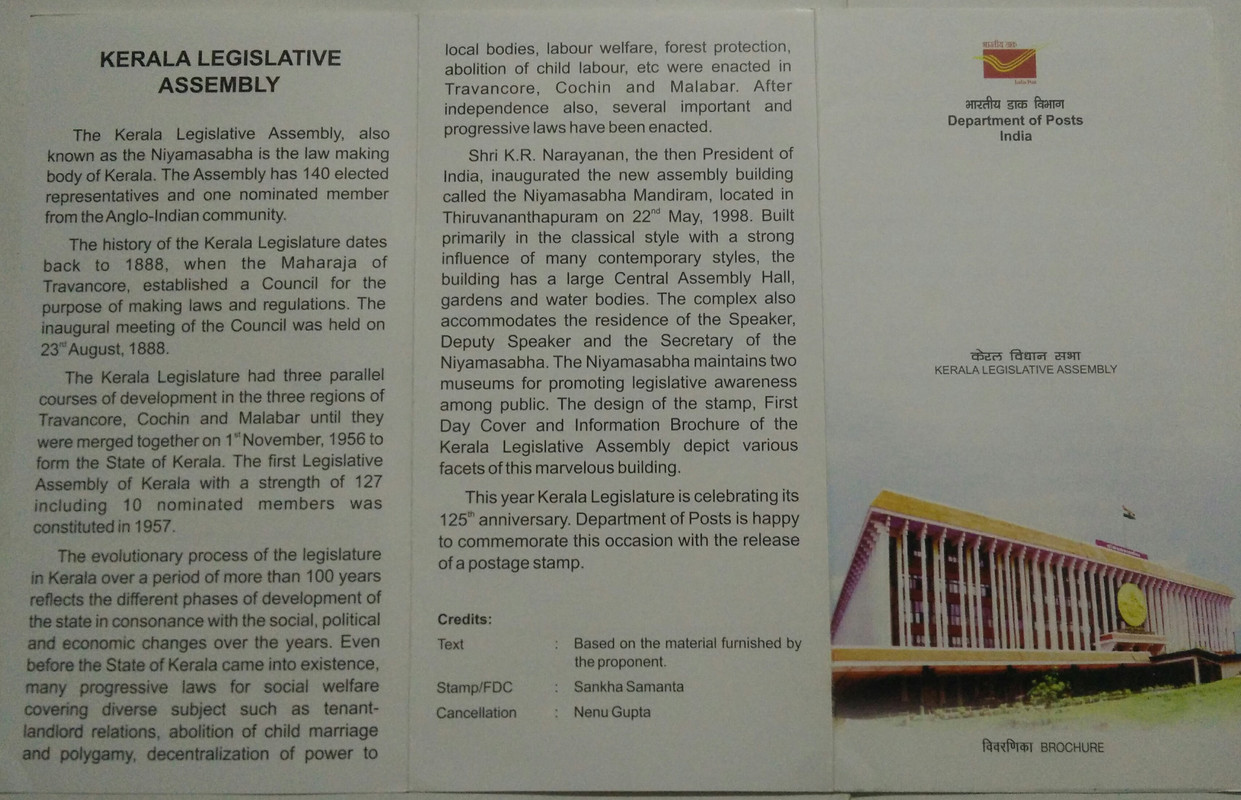 KERALA LEGISLATIVE
ASSEMBLY
The Kerala Legislative Assembly, also
known as the Niyamasabha is the law making
body of Kerala. The Assembly has 140 elected
representatives and one nominated member
from the Anglo-Indian community.
The history of the Kerala Legislature dates
back to 1888, when the Maharaja of
Travancore, established a Council for the
purpose of making laws and regulations. The
inaugural meeting of the Council was held on
23rd August, 1888.
The Kerala Legislature had three parallel
courses of development in the three regions of
Travancore, Cochin and Malabar until they
were merged together on 1st November, 1956 to
form the State of Kerala. The first Legislative
Assembly of Kerala with a strength of 127
including 10 nominated members was
constituted in 1957.
The evolutionary process of the legislature
in Kerala over a period of more than 100 years
reflects the different phases of development of
the state in consonance with the social, political
and economic changes over the years. Even
before the State of Kerala came into existence,
many progressive laws for social welfare
covering diverse subject such as tenant-
landlord relations, abolition of child marriage
and polygamy, decentralization of power to
local bodies, labour welfare, forest protection,
abolition of child labour, etc were enacted in
Travancore, Cochin and Malabar. After
independence also, several important and
progressive laws have been enacted.
Shri K.R. Narayanan, the then President of
India, inaugurated the new assembly building
called the Niyamasabha Mandiram, located in
Thiruvananthapuram on 22nd May, 1998. Built
primarily in the classical style with a strong
influence of many contemporary styles, the
building has a large Central Assembly Hall,
gardens and water bodies. The complex also
accommodates the residence of the Speaker,
Deputy Speaker and the Secretary of the
Niyamasabha. The Niyamasabha maintains two
museums for promoting legislative awareness
among public. The design of the stamp, First
Day Cover and Information Brochure of the
Kerala Legislative Assembly depict various
facets of this marvelous building.
This year Kerala Legislature is celebrating its
125th anniversary. Department of Posts is happy
to commemorate this occasion with the release
of a postage stamp.
Credits:
Text : Based on the material furnished by
the proponent.
Stamp/FDC : Sankha Samanta
Cancellation : Nenu Gupta
भारतीय डाक
India Post
भारतीय डाक विभाग
Department of Posts
India
केरल विधान सभा
KERALA LEGISLATIVE ASSEMBLY
विवरणिका BROCHURE